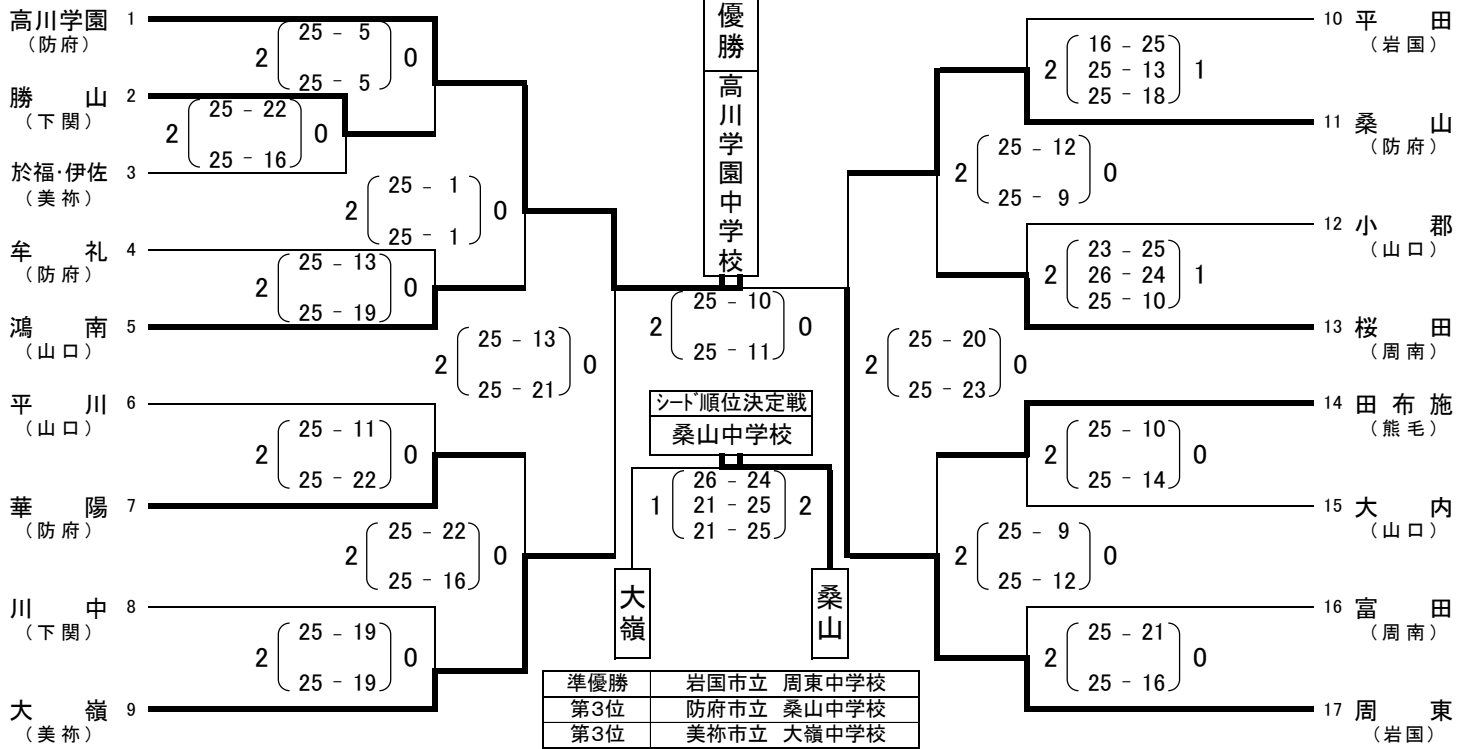 高川学園 1
(防府)
25 - 5
2 0
25 - 5
勝山 2
(下関)
25 - 22
2 0
25 - 16
於福・伊佐 3
(美祢)
25 - 1
2 0
25 - 1
牟礼 4
(防府)
25 - 13
2 0
25 - 19
鴻南 5
(山口)
25 - 13
2 0
25 - 21
平川 6
(山口)
25 - 11
2 0
25 - 22
華陽 7
(防府)
25 - 22
2 0
25 - 16
川中 8
(下関)
25 - 19
2 0
25 - 19
大嶺 9
(美祢)
優勝
高川学園中学校
25 - 10
2 0
25 - 11
シード順位決定戦
桑山中学校
26 - 24
1 21 - 25 2
21 - 25
大嶺
桑山
準優勝 岩国市立 周東中学校
第3位 防府市立 桑山中学校
第3位 美祢市立 大嶺中学校
10 平田
(岩国)
16 - 25
2 25 - 13 1
25 - 18
11 桑山
(防府)
25 - 12
2 0
25 - 9
12 小郡
(山口)
23 - 25
2 26 - 24 1
25 - 10
13 桜田
(周南)
25 - 20
2 0
25 - 23
14 田布施
(熊毛)
25 - 10
2 0
25 - 14
15 大内
(山口)
25 - 9
2 0
25 - 12
16 富田
(周南)
25 - 21
2 0
25 - 16
17 周東
(岩国)